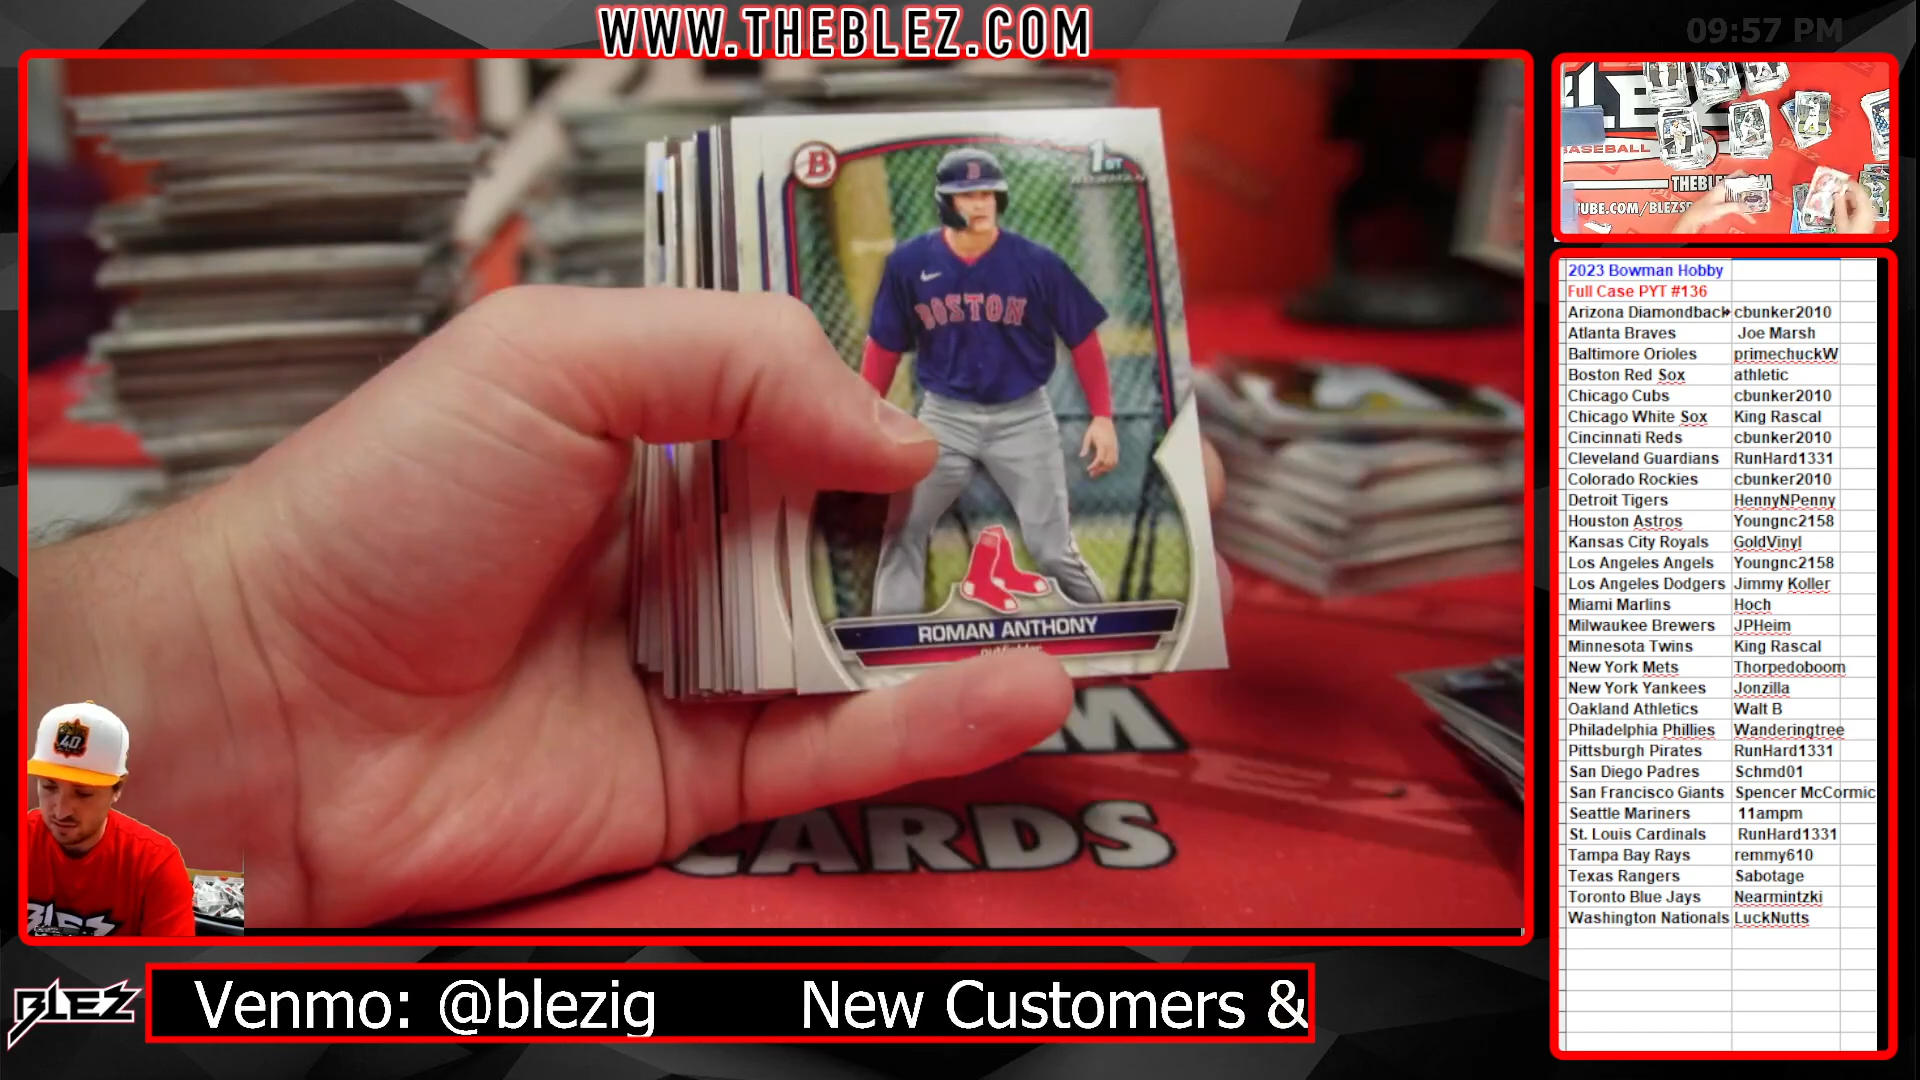 WWW.THEBLEZ.COM
09:57 PM
B
1ST
BOWMAN
B
BOSTON
ROMAN ANTHONY
outfielder
CARDS
40
BLEZ
BASEBALL
2023 Bowman Hobby
Full Case PYT #136
Arizona Diamondback cbunker2010
Atlanta Braves Joe Marsh
Baltimore Orioles primechuckW
Boston Red Sox athletic
Chicago Cubs cbunker2010
Chicago White Sox King Rascal
Cincinnati Reds cbunker2010
Cleveland Guardians RunHard1331
Colorado Rockies cbunker2010
Detroit Tigers HennyNPenny
Houston Astros Youngnc2158
Kansas City Royals GoldVinyl
Los Angeles Angels Youngnc2158
Los Angeles Dodgers Jimmy Koller
Miami Marlins Hoch
Milwaukee Brewers JPHeim
Minnesota Twins King Rascal
New York Mets Thorpedoboom
New York Yankees Jonzilla
Oakland Athletics Walt B
Philadelphia Phillies Wanderingtree
Pittsburgh Pirates RunHard1331
San Diego Padres Schmd01
San Francisco Giants Spencer McCormic
Seattle Mariners 11ampm
St. Louis Cardinals RunHard1331
Tampa Bay Rays remmy610
Texas Rangers Sabotage
Toronto Blue Jays Nearmintzki
Washington Nationals LuckNutts
BLEZ
Venmo: @blezig New Customers &